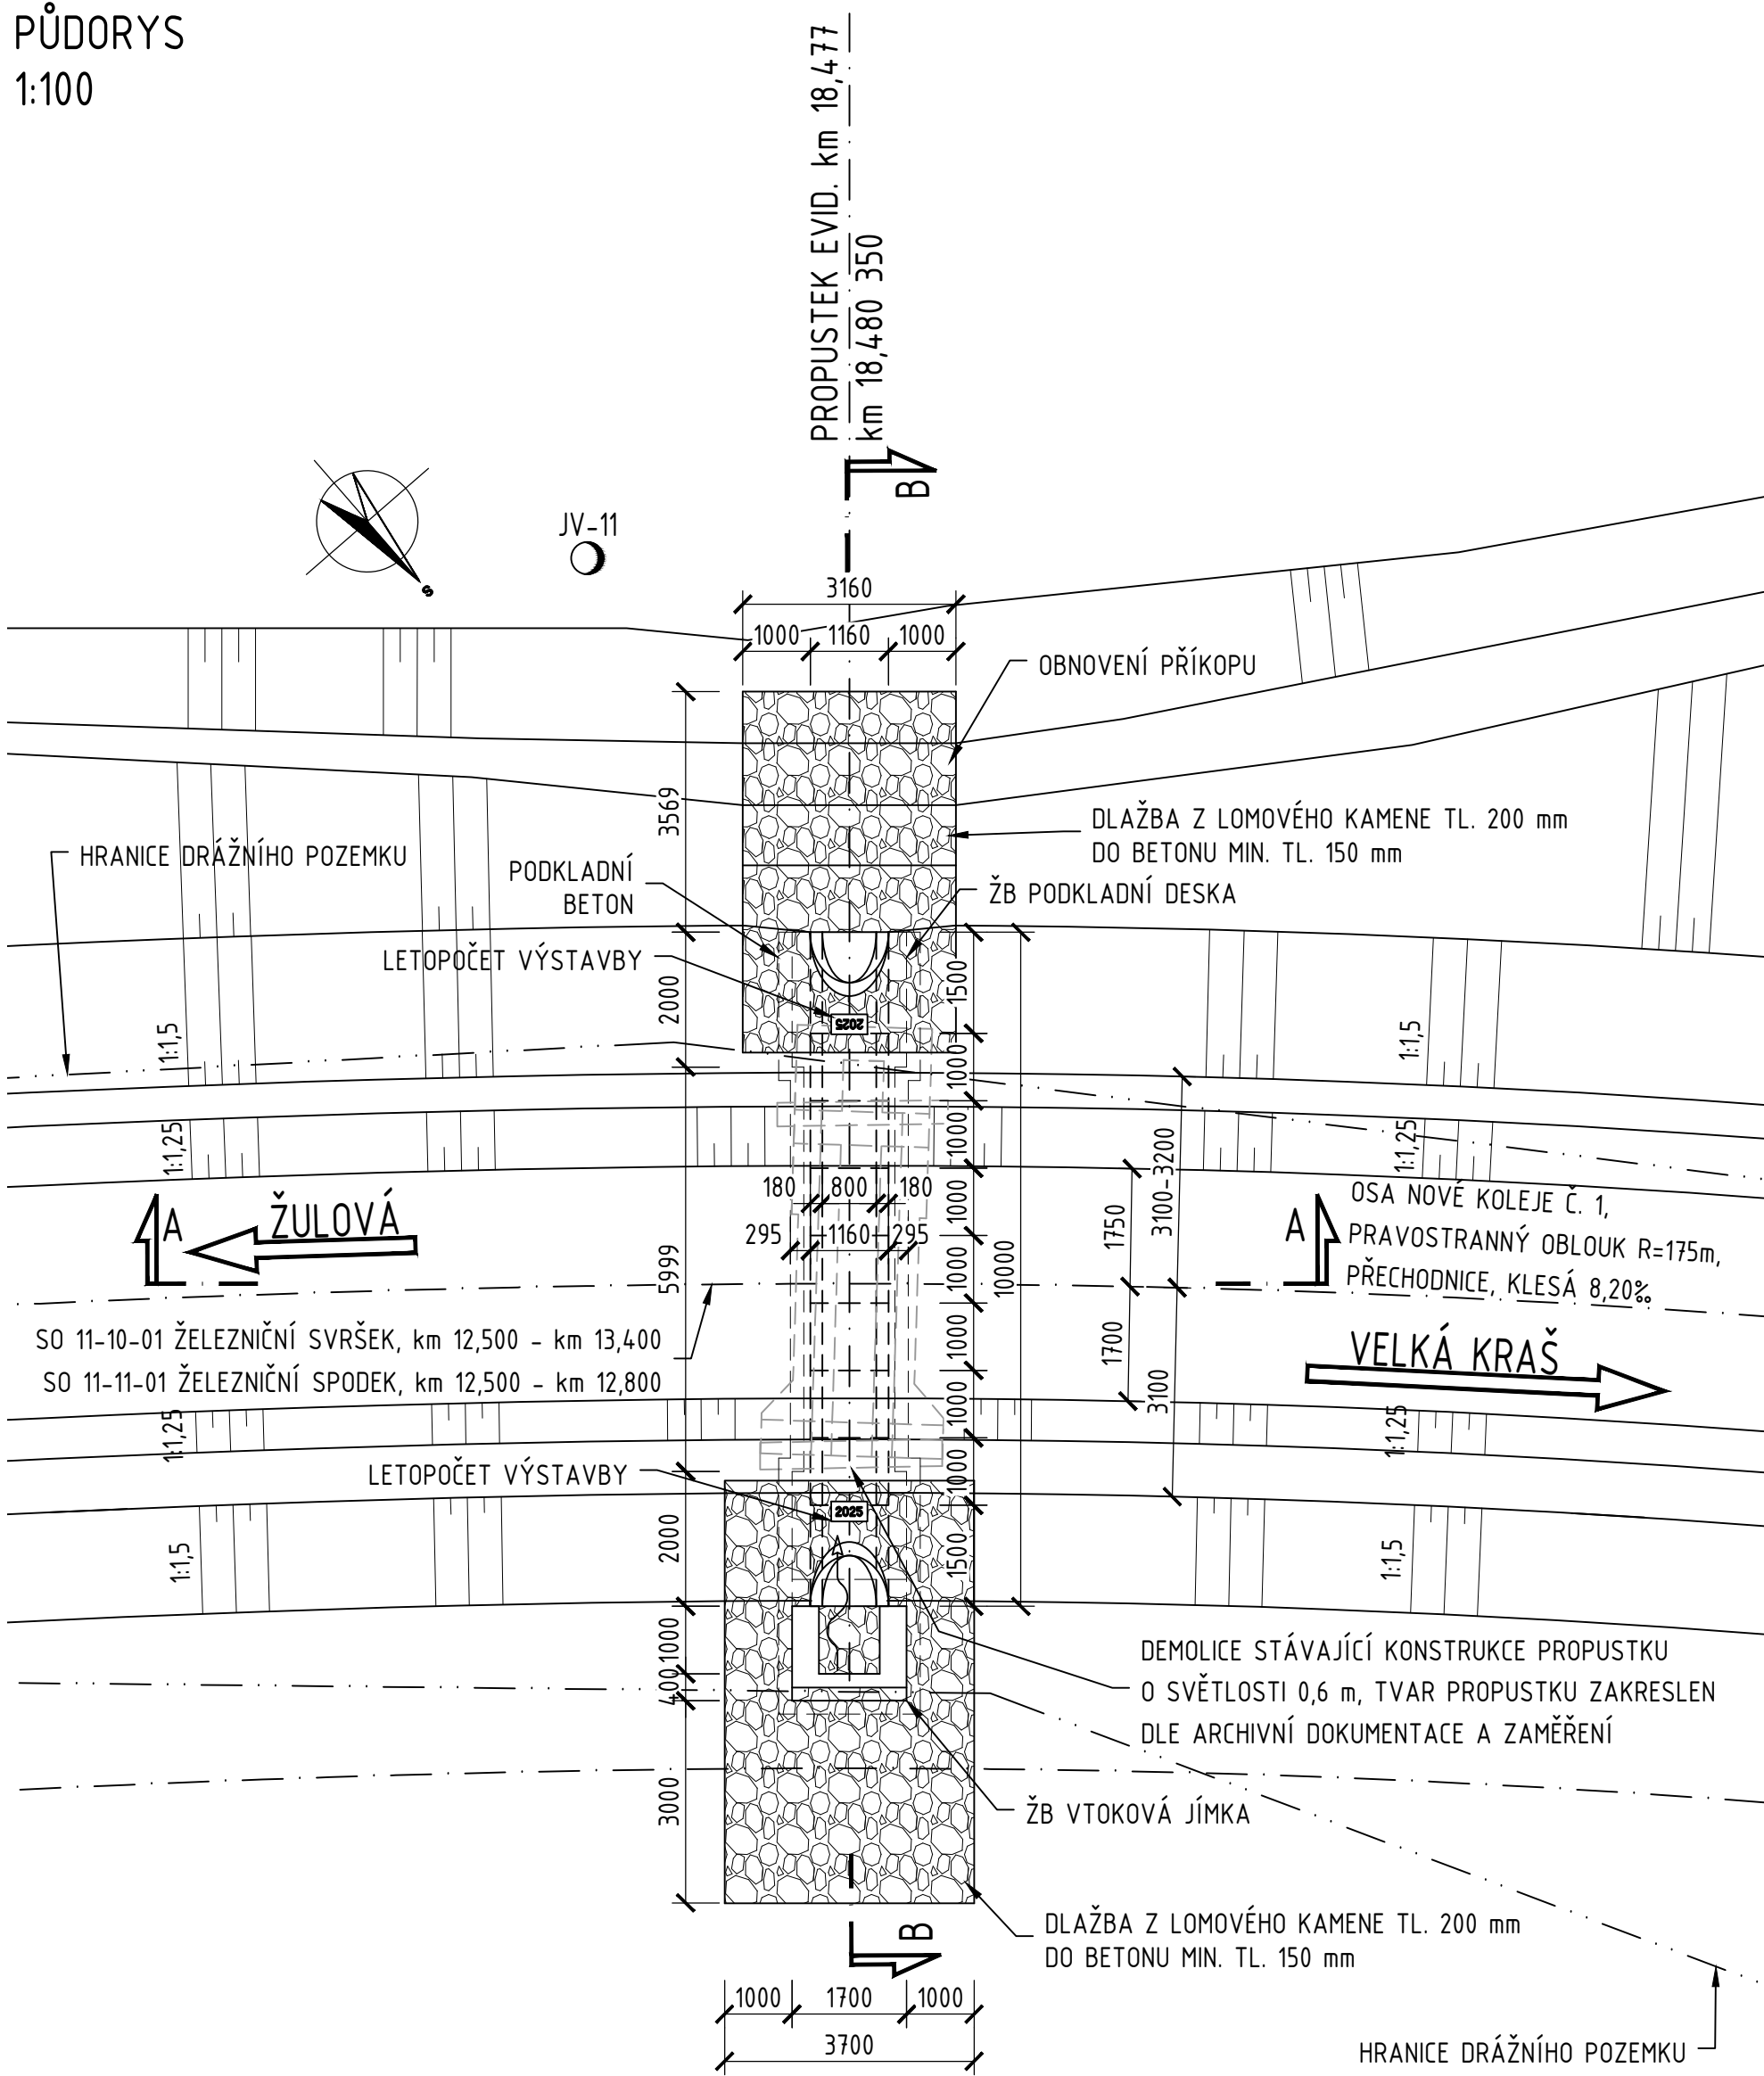 PŮDORYS
1:100
PROPUSTEK EVID. km 18,477
km 18,480 350
B
JV-11
S
3160
1000 1160 1000
OBNOVENÍ PŘÍKOPU
3569
DLAŽBA Z LOMOVÉHO KAMENE TL. 200 mm
DO BETONU MIN. TL. 150 mm
HRANICE DRÁŽNÍHO POZEMKU
PODKLADNÍ
BETON
ŽB PODKLADNÍ DESKA
LETOPOČET VÝSTAVBY
2000
1500
2025
1:1,5
1:1,5
1000
1000
1:1,25
1:1,25
3100-3200
1750
180 800 180
1000
295 1160 295
A
ŽULOVÁ
5999
1000
10000
A
OSA NOVÉ KOLEJE Č. 1,
PRAVOSTRANNÝ OBLOUK R=175m,
PŘECHODNICE, KLESÁ 8,20‰
SO 11-10-01 ŽELEZNIČNÍ SVRŠEK, km 12,500 - km 13,400
SO 11-11-01 ŽELEZNIČNÍ SPODEK, km 12,500 - km 12,800
1000
1700
3100
VELKÁ KRAŠ
1000
1:1,25
1:1,25
LETOPOČET VÝSTAVBY
1000
2025
2000
1500
1:1,5
1:1,5
1000
400
DEMOLICE STÁVAJÍCÍ KONSTRUKCE PROPUSTKU
O SVĚTLOSTI 0,6 m, TVAR PROPUSTKU ZAKRESLEN
DLE ARCHIVNÍ DOKUMENTACE A ZAMĚŘENÍ
3000
ŽB VTOKOVÁ JÍMKA
DLAŽBA Z LOMOVÉHO KAMENE TL. 200 mm
DO BETONU MIN. TL. 150 mm
B
1000 1700 1000
3700
HRANICE DRÁŽNÍHO POZEMKU